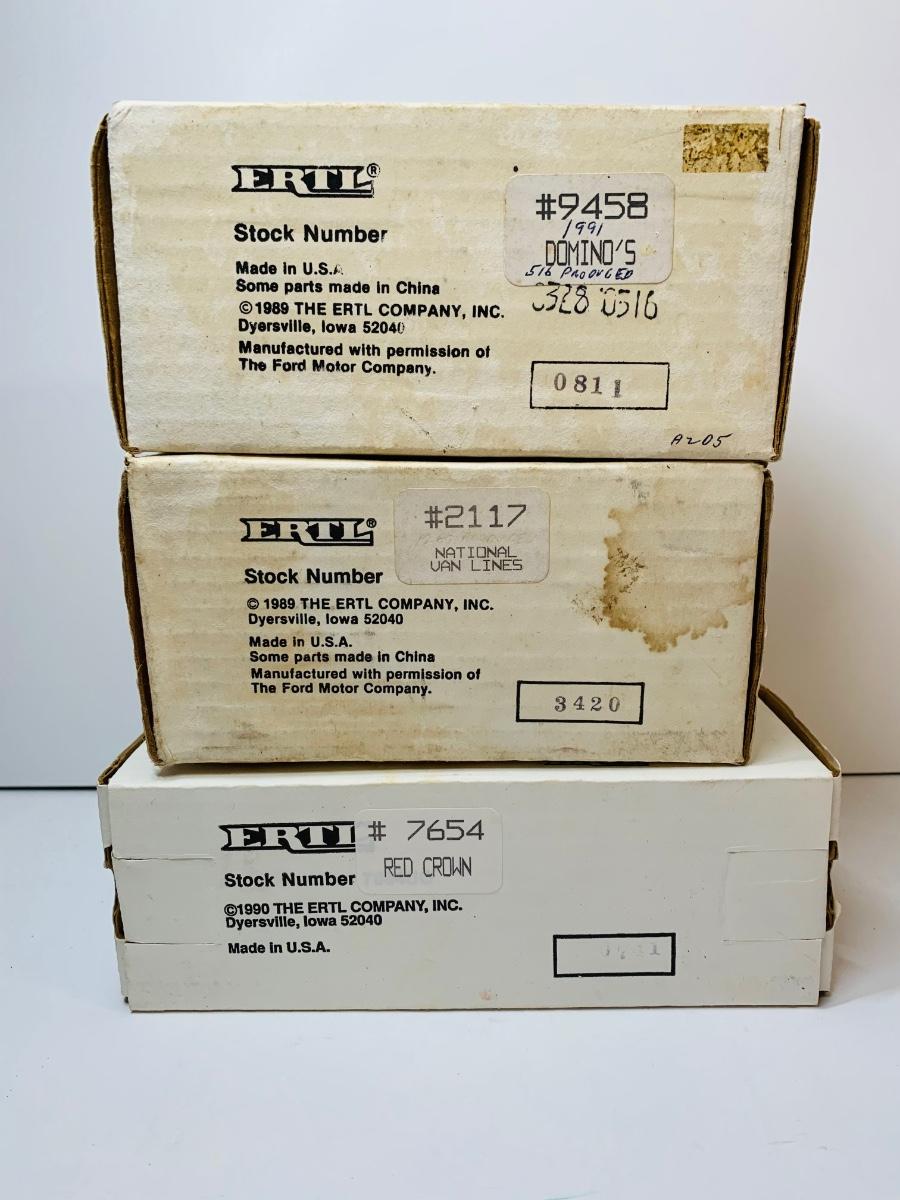 ERTL®
#9458
1991
DOMINO'S
516 PRODUCED
0328 0516
Stock Number
Made in U.S.A.
Some parts made in China
©1989 THE ERTL COMPANY, INC.
Dyersville, Iowa 52040
Manufactured with permission of
The Ford Motor Company.
0811
A205
ERTL®
#2117
NATIONAL
VAN LINES
Stock Number
© 1989 THE ERTL COMPANY, INC.
Dyersville, Iowa 52040
Made in U.S.A.
Some parts made in China
Manufactured with permission of
The Ford Motor Company.
3420
ERTL
# 7654
RED CROWN
Stock Number
©1990 THE ERTL COMPANY, INC.
Dyersville, Iowa 52040
Made in U.S.A.